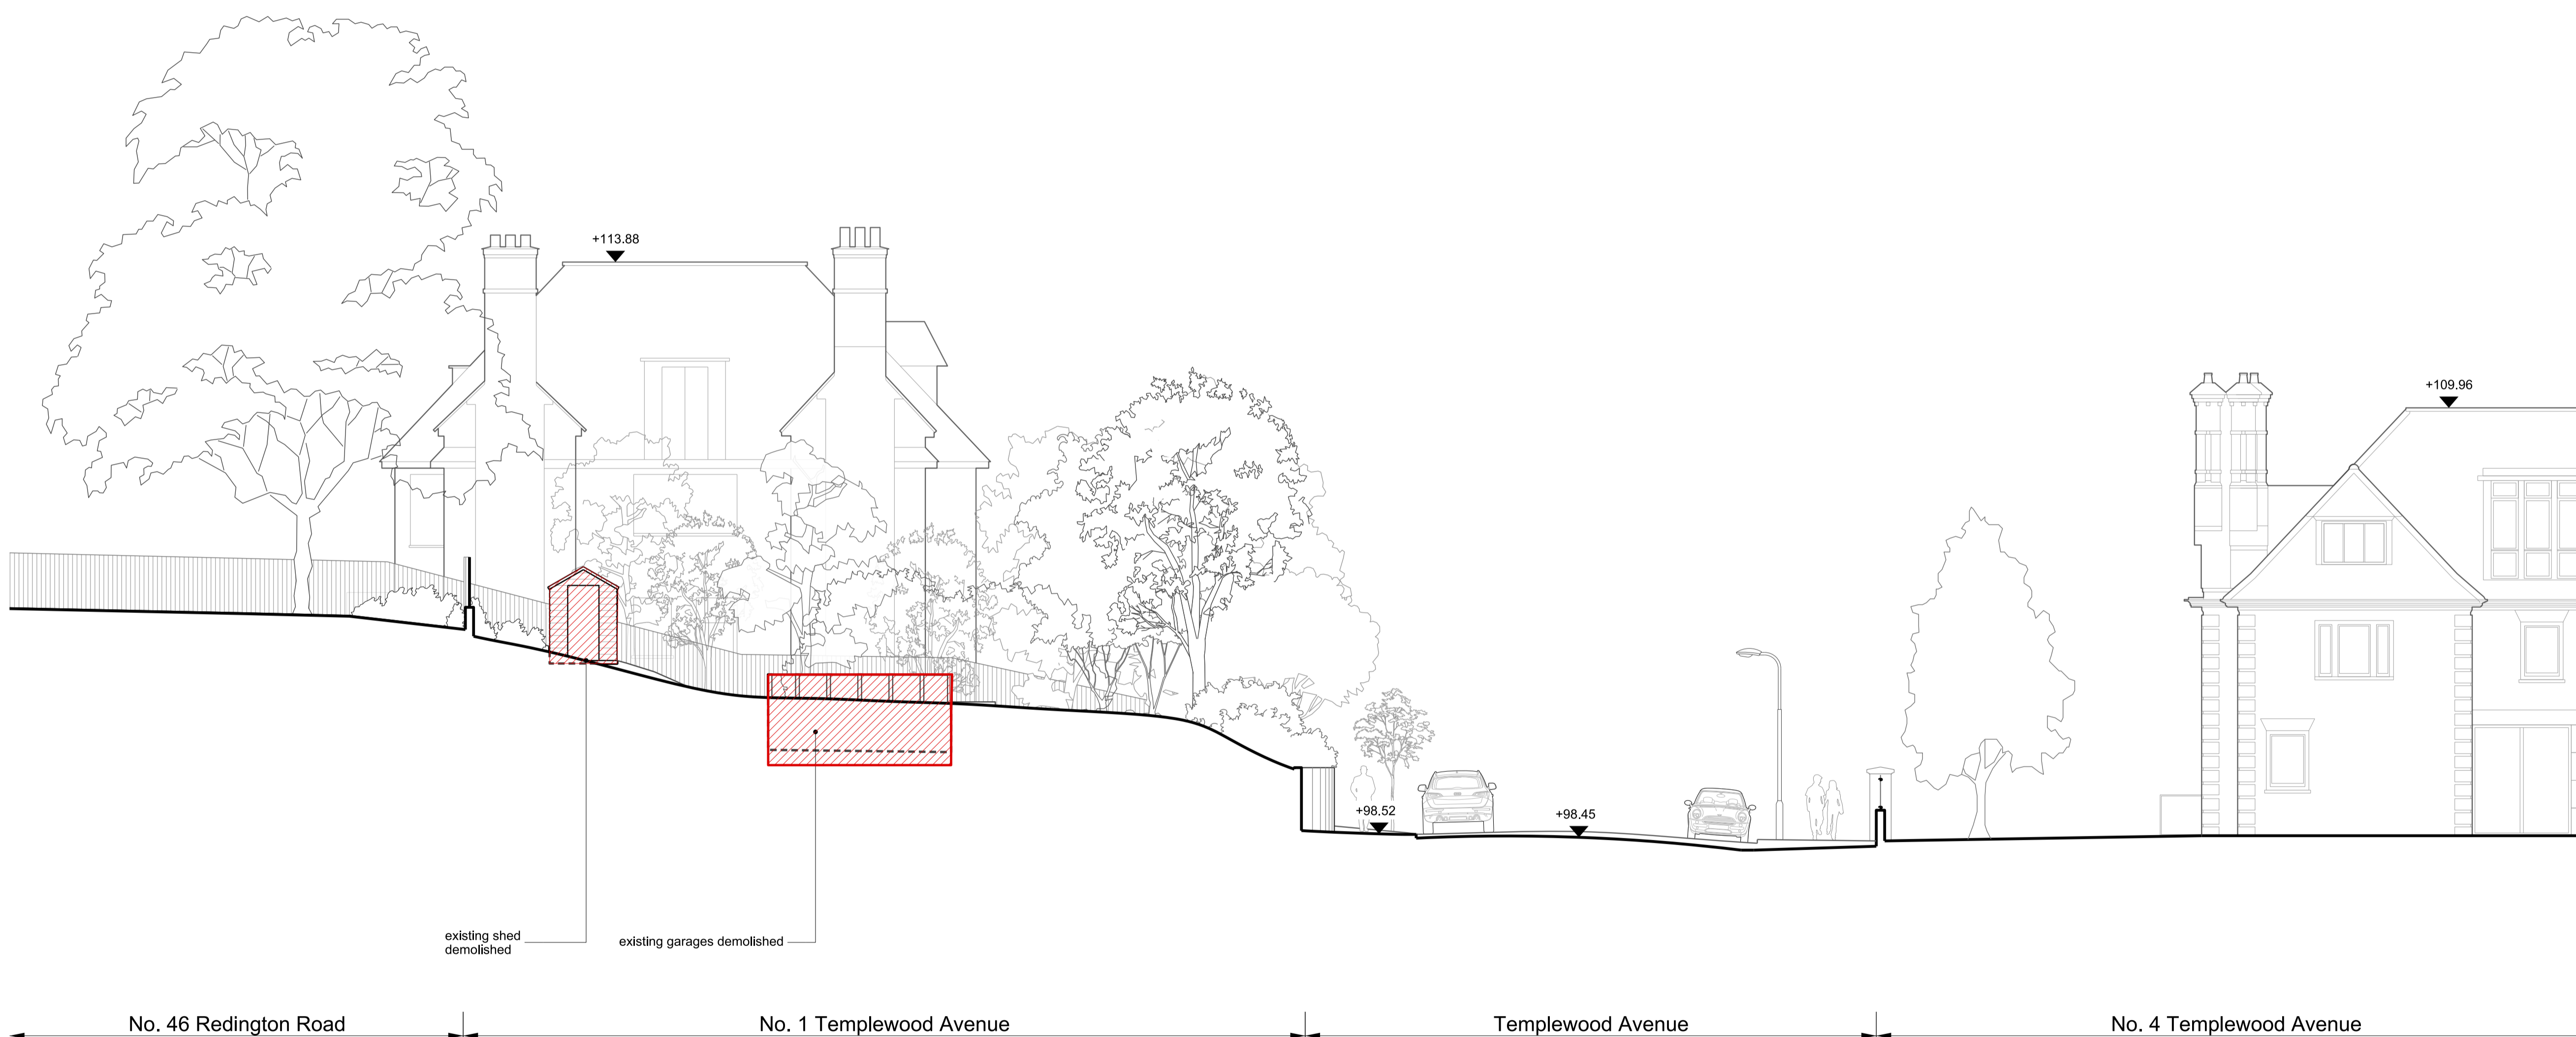 +113.88
+109.96
+98.52
+98.45
existing shed
demolished
existing garages demolished
No. 46 Redington Road
No. 1 Templewood Avenue
Templewood Avenue
No. 4 Templewood Avenue